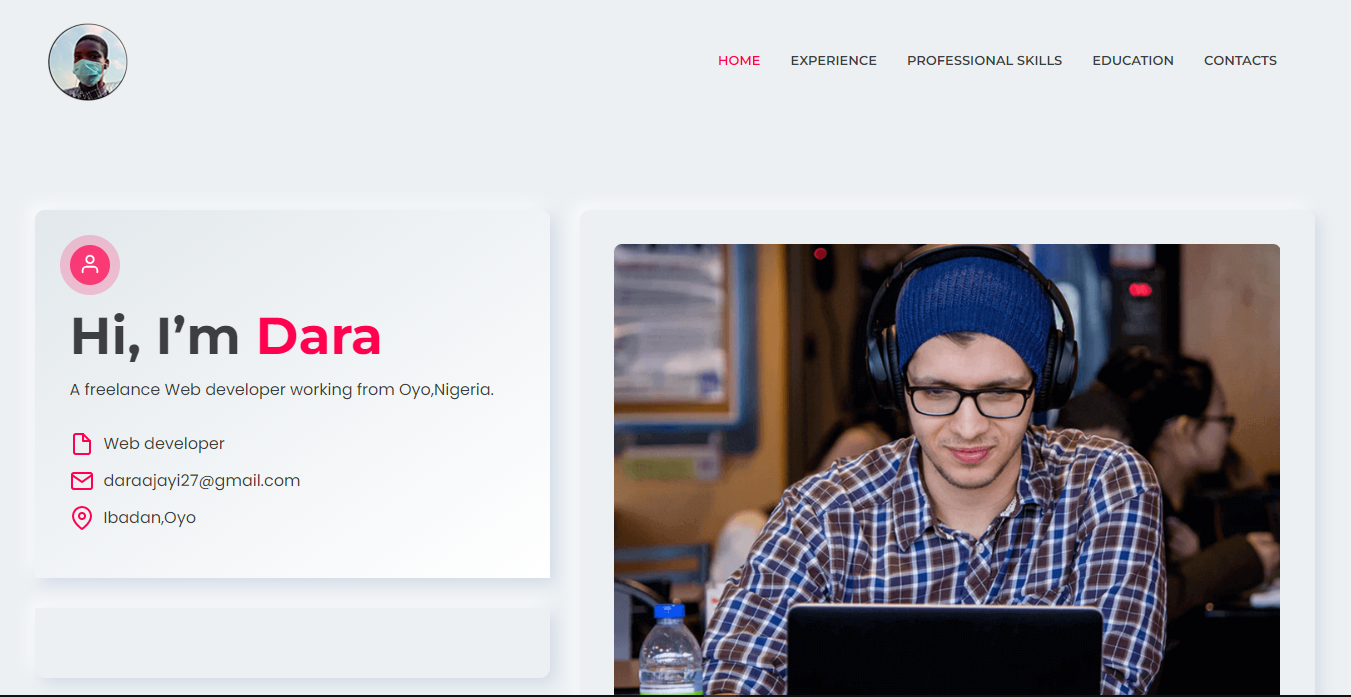 HOME EXPERIENCE PROFESSIONAL SKILLS EDUCATION CONTACTS
Hi, I’m Dara
A freelance Web developer working from Oyo,Nigeria.
Web developer
daraajayi27@gmail.com
Ibadan,Oyo